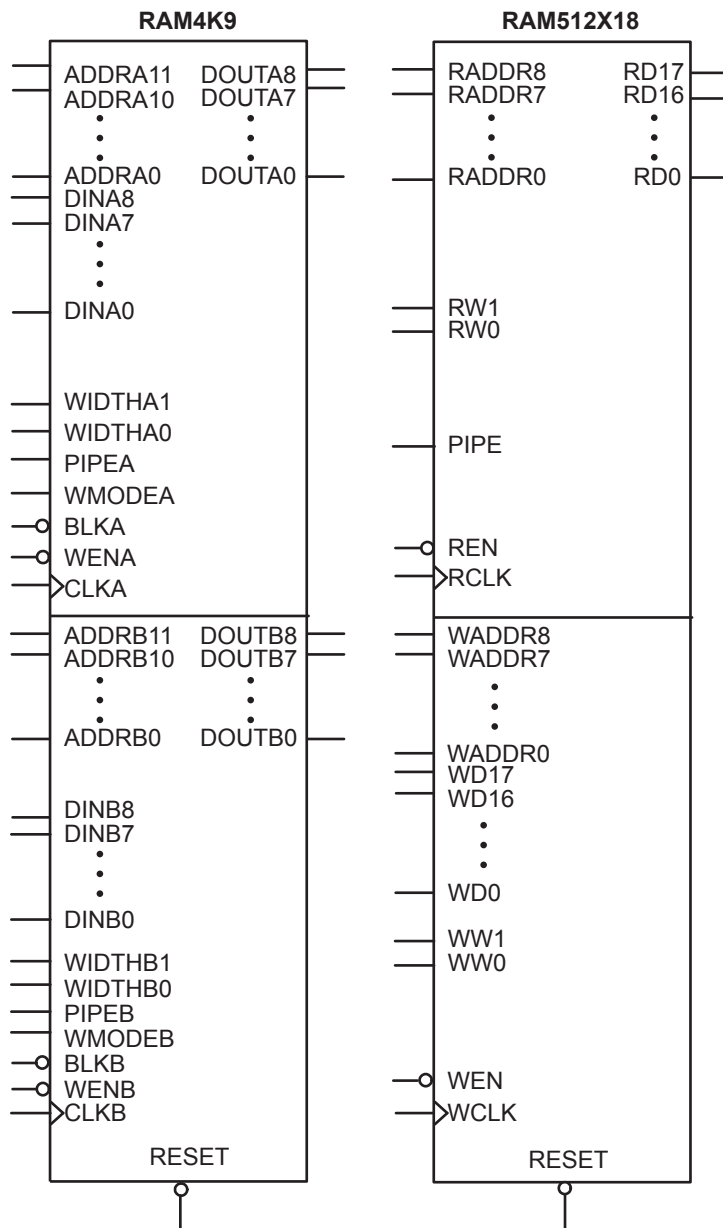 RAM4K9
ADDRA11 DOUTA8
ADDRA10 DOUTA7
ADDRA0 DOUTA0
DINA8
DINA7
DINA0
WIDTHA1
WIDTHA0
PIPEA
WMODEA
BLKA
WENA
CLKA
ADDRB11 DOUTB8
ADDRB10 DOUTB7
ADDRB0 DOUTB0
DINB8
DINB7
DINB0
WIDTHB1
WIDTHB0
PIPEB
WMODEB
BLKB
WENB
CLKB
RESET
RAM512X18
RADDR8 RD17
RADDR7 RD16
RADDR0 RD0
RW1
RW0
PIPE
REN
RCLK
WADDR8
WADDR7
WADDR0
WD17
WD16
WD0
WW1
WW0
WEN
WCLK
RESET